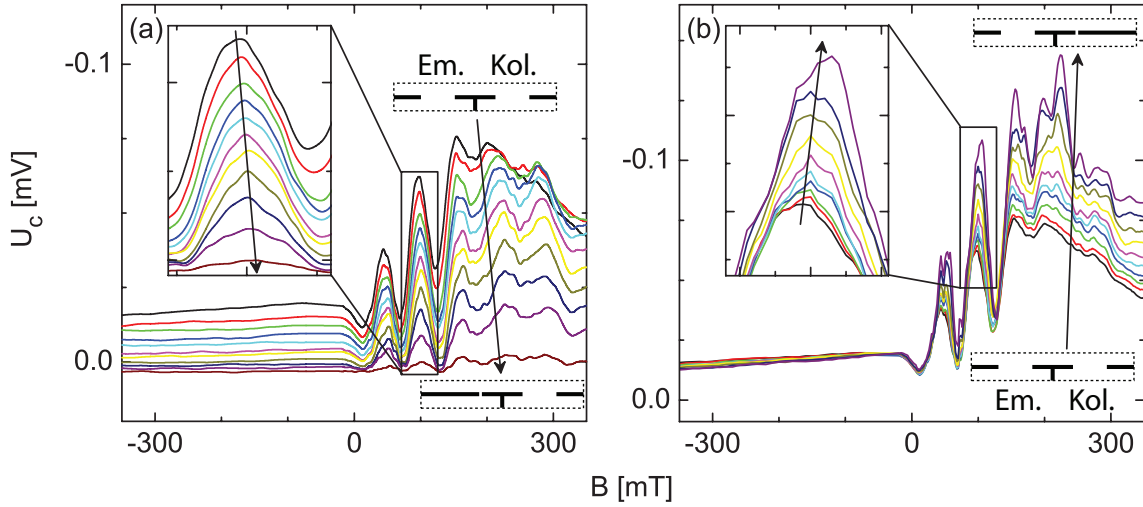 (a)
(b)
Em. Kol.
Em. Kol.
-0.1
0.0
-0.1
0.0
U_c [mV]
-300 0 300
-300 0 300
B [mT]